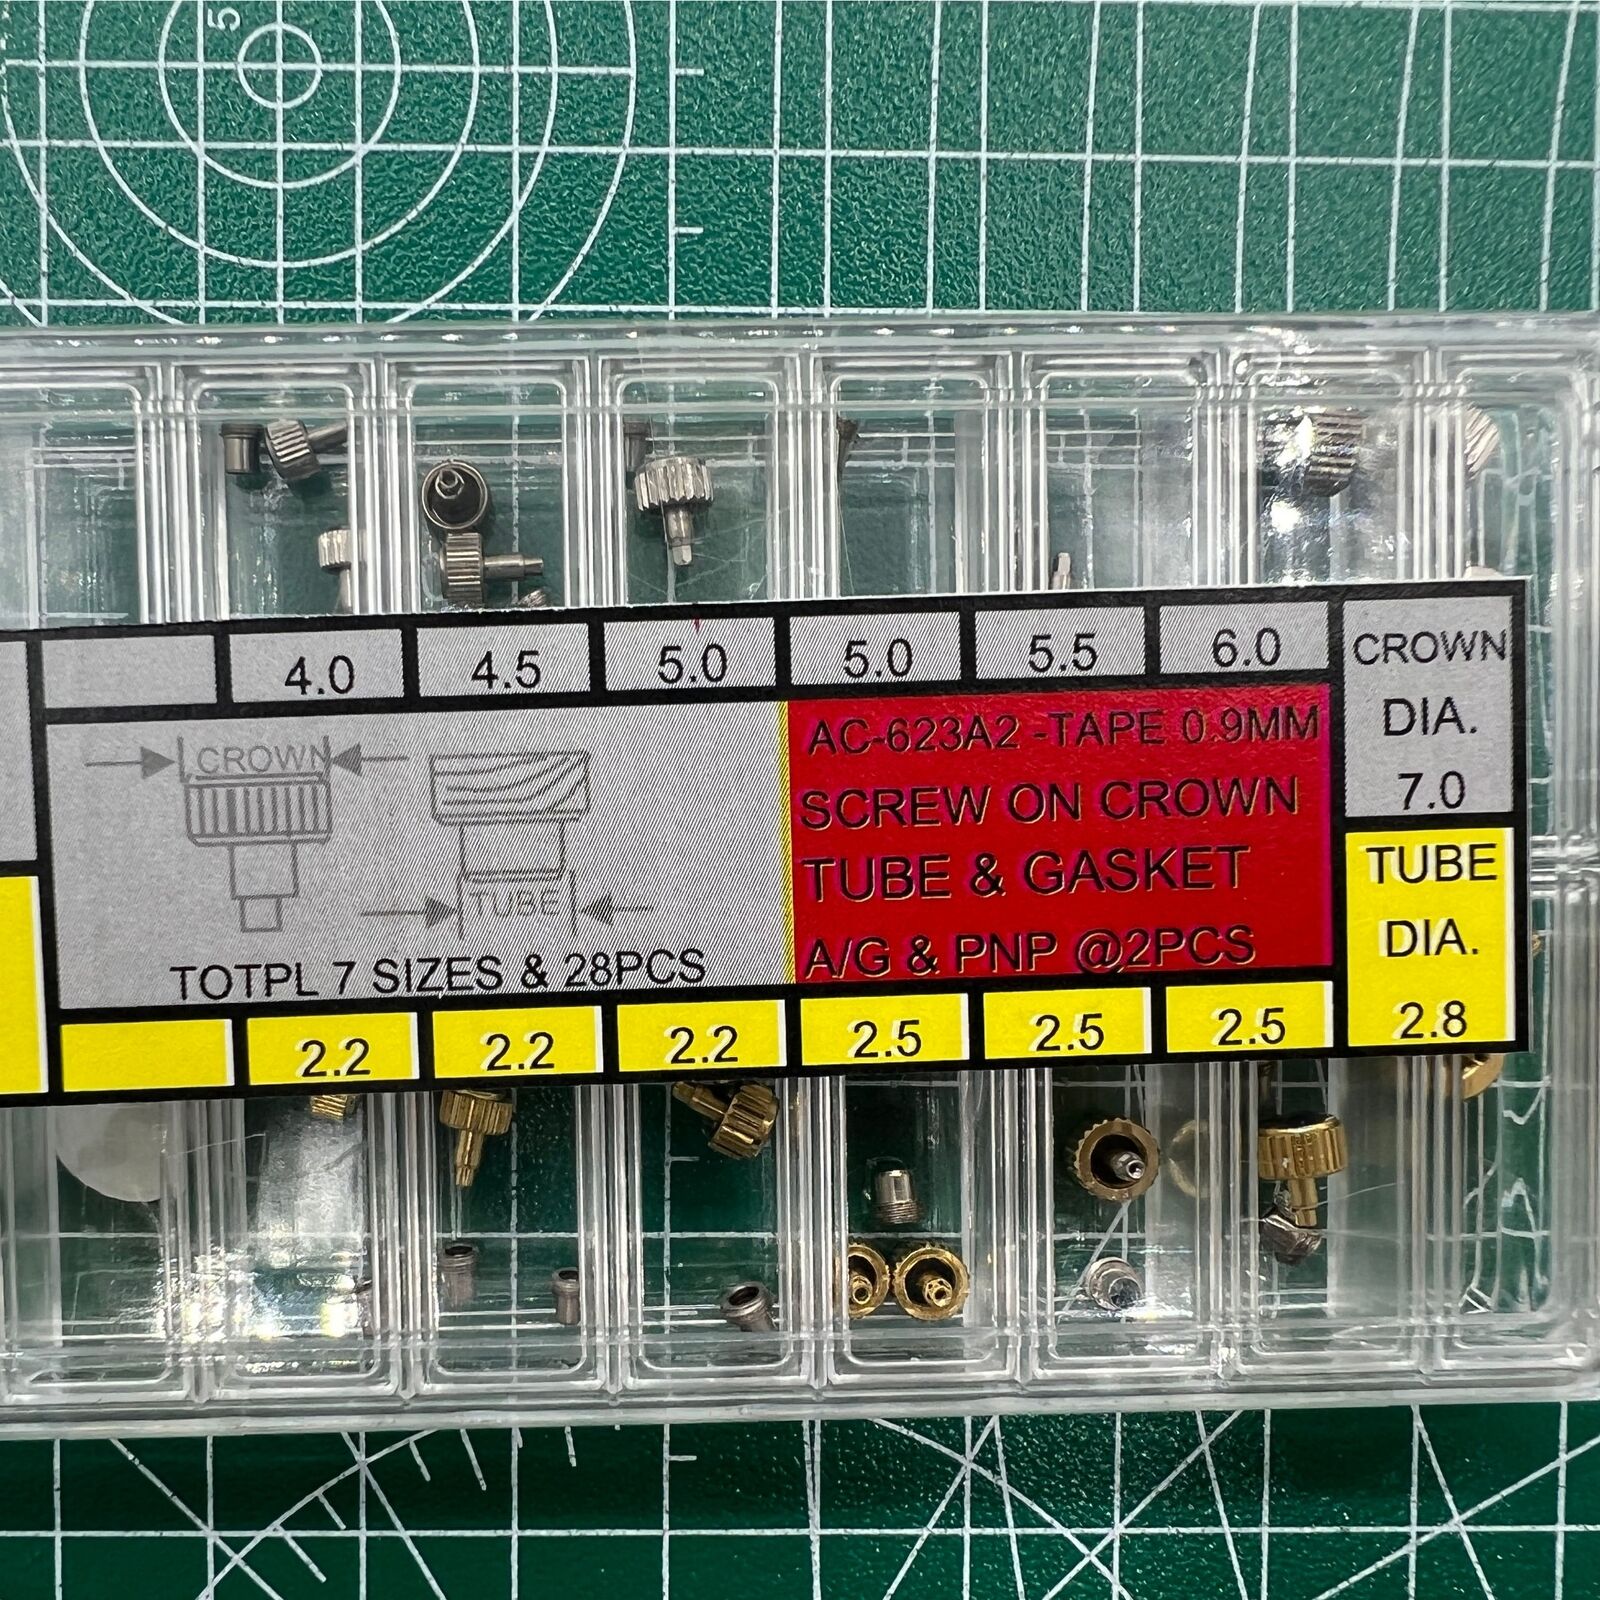 5
4.0
4.5
5.0
5.0
5.5
6.0
CROWN
DIA.
7.0
CROWN
TUBE
TOTPL 7 SIZES & 28PCS
AC-623A2 -TAPE 0.9MM
SCREW ON CROWN
TUBE & GASKET
A/G & PNP @2PCS
TUBE
DIA.
2.8
2.2
2.2
2.2
2.5
2.5
2.5